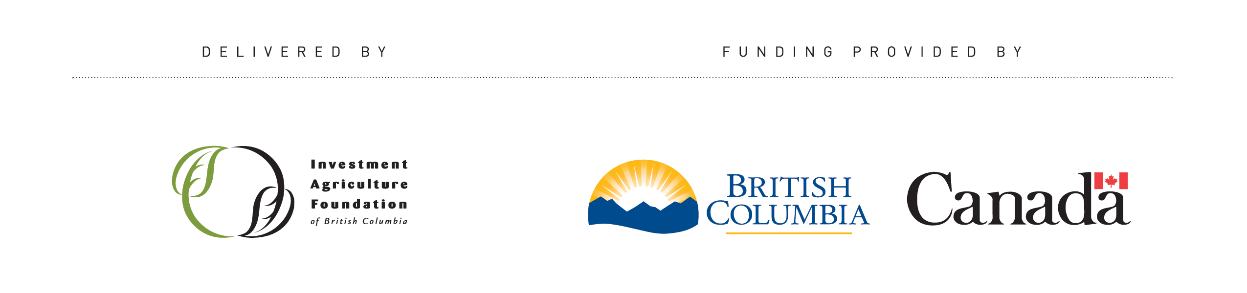 DELIVERED BY
FUNDING PROVIDED BY
Investment
Agriculture
Foundation
of British Columbia
BRITISH
COLUMBIA
Canada